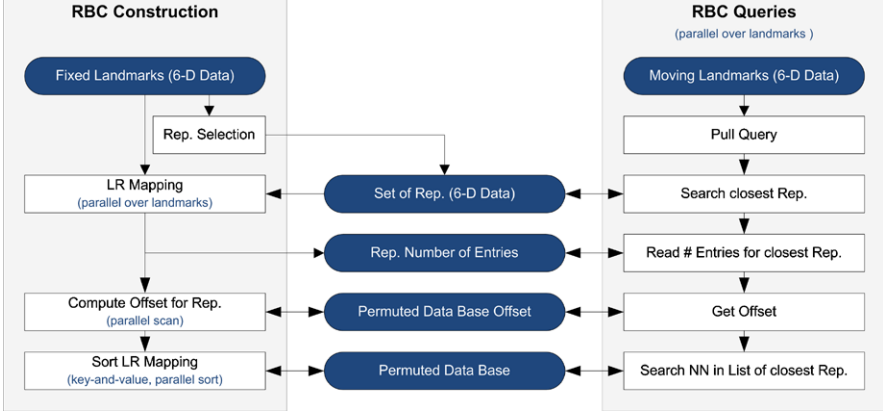 RBC Construction
Fixed Landmarks (6-D Data)
Rep. Selection
LR Mapping
(parallel over landmarks)
Compute Offset for Rep.
(parallel scan)
Sort LR Mapping
(key-and-value, parallel sort)
Set of Rep. (6-D Data)
Rep. Number of Entries
Permuted Data Base Offset
Permuted Data Base
RBC Queries
(parallel over landmarks )
Moving Landmarks (6-D Data)
Pull Query
Search closest Rep.
Read # Entries for closest Rep.
Get Offset
Search NN in List of closest Rep.